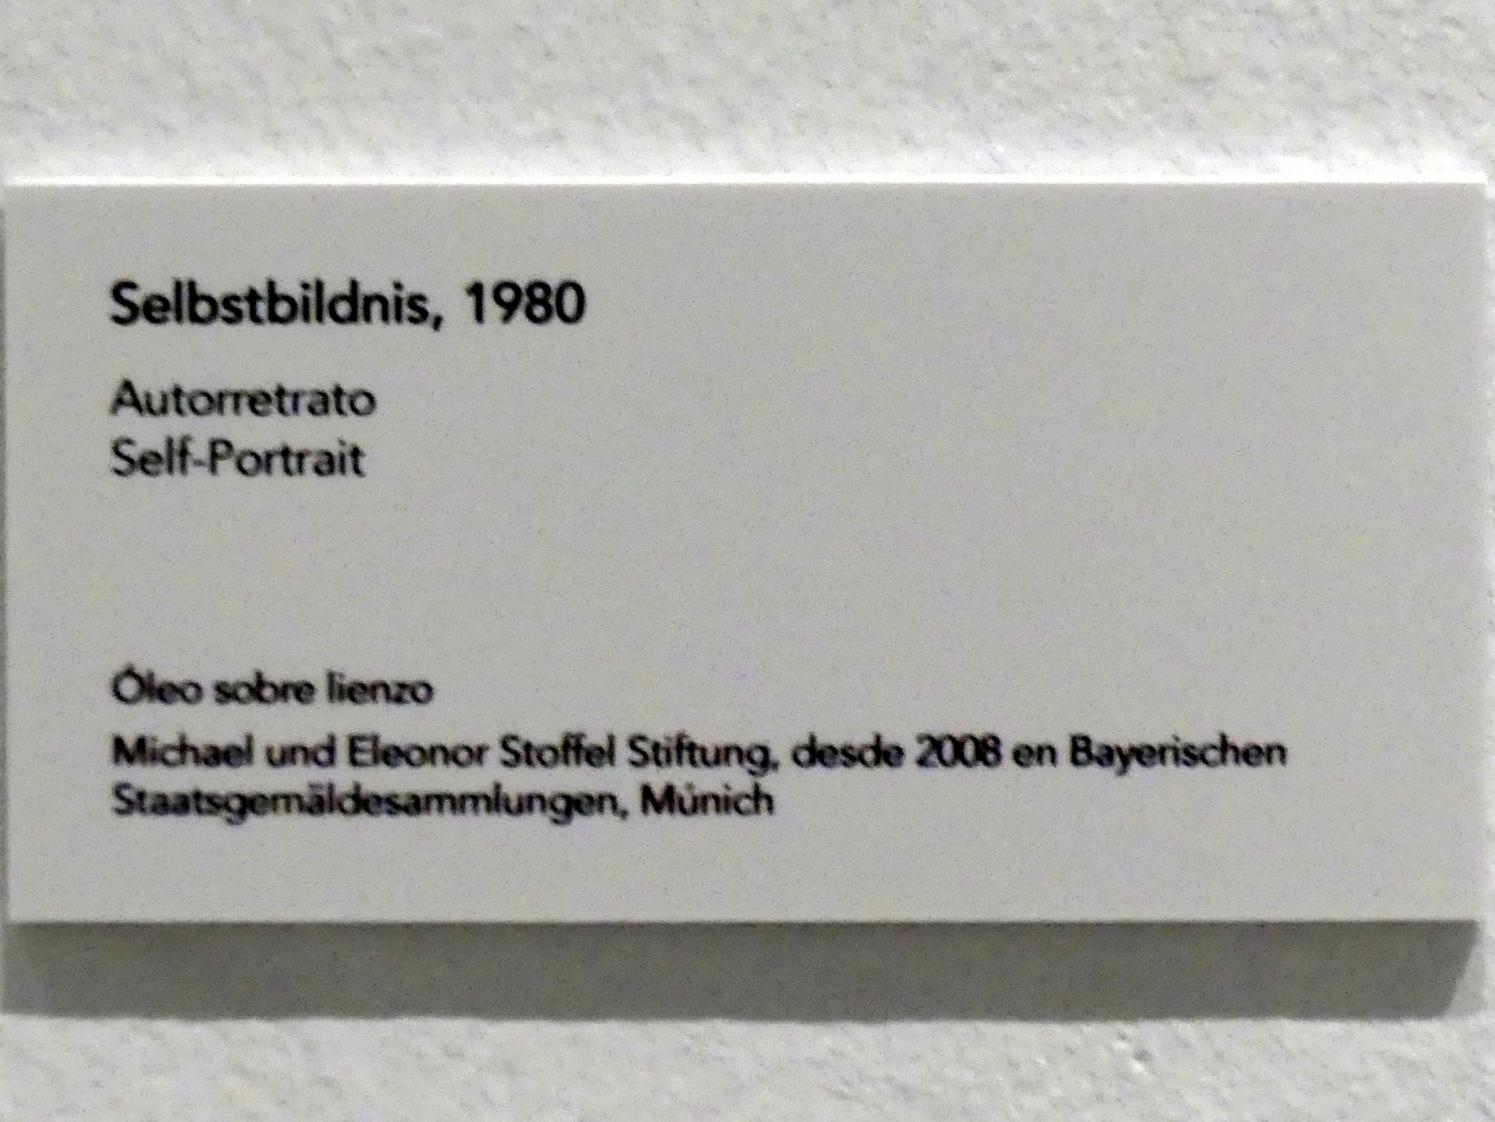 Selbstbildnis, 1980
Autorretrato
Self-Portrait
Óleo sobre lienzo
Michael und Eleonor Stoffel Stiftung, desde 2008 en Bayerischen
Staatsgemäldesammlungen, Múnich